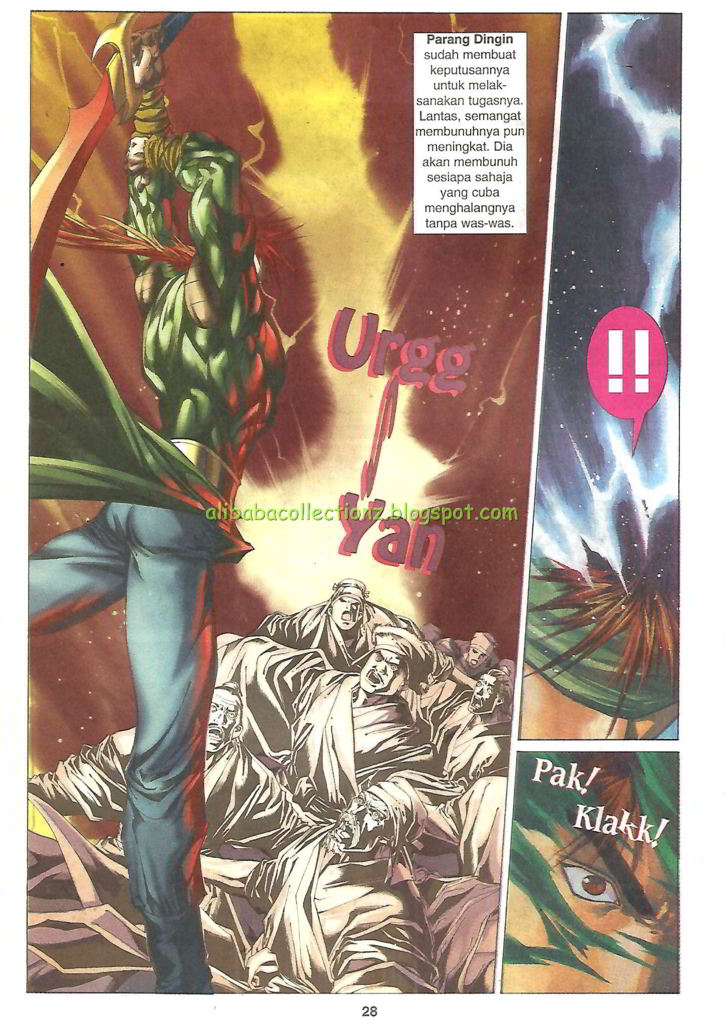 Parang Dingin
sudah membuat
keputusannya
untuk melak-
sanakan tugasnya.
Lantas, semangat
membunuhnya pun
meningkat. Dia
akan membunuh
sesiapa sahaja
yang cuba
menghalangnya
tanpa was-was.
!!
Urgg
Yan
alibabacollectionz.blogspot.com
Pak!
Klakk!
28